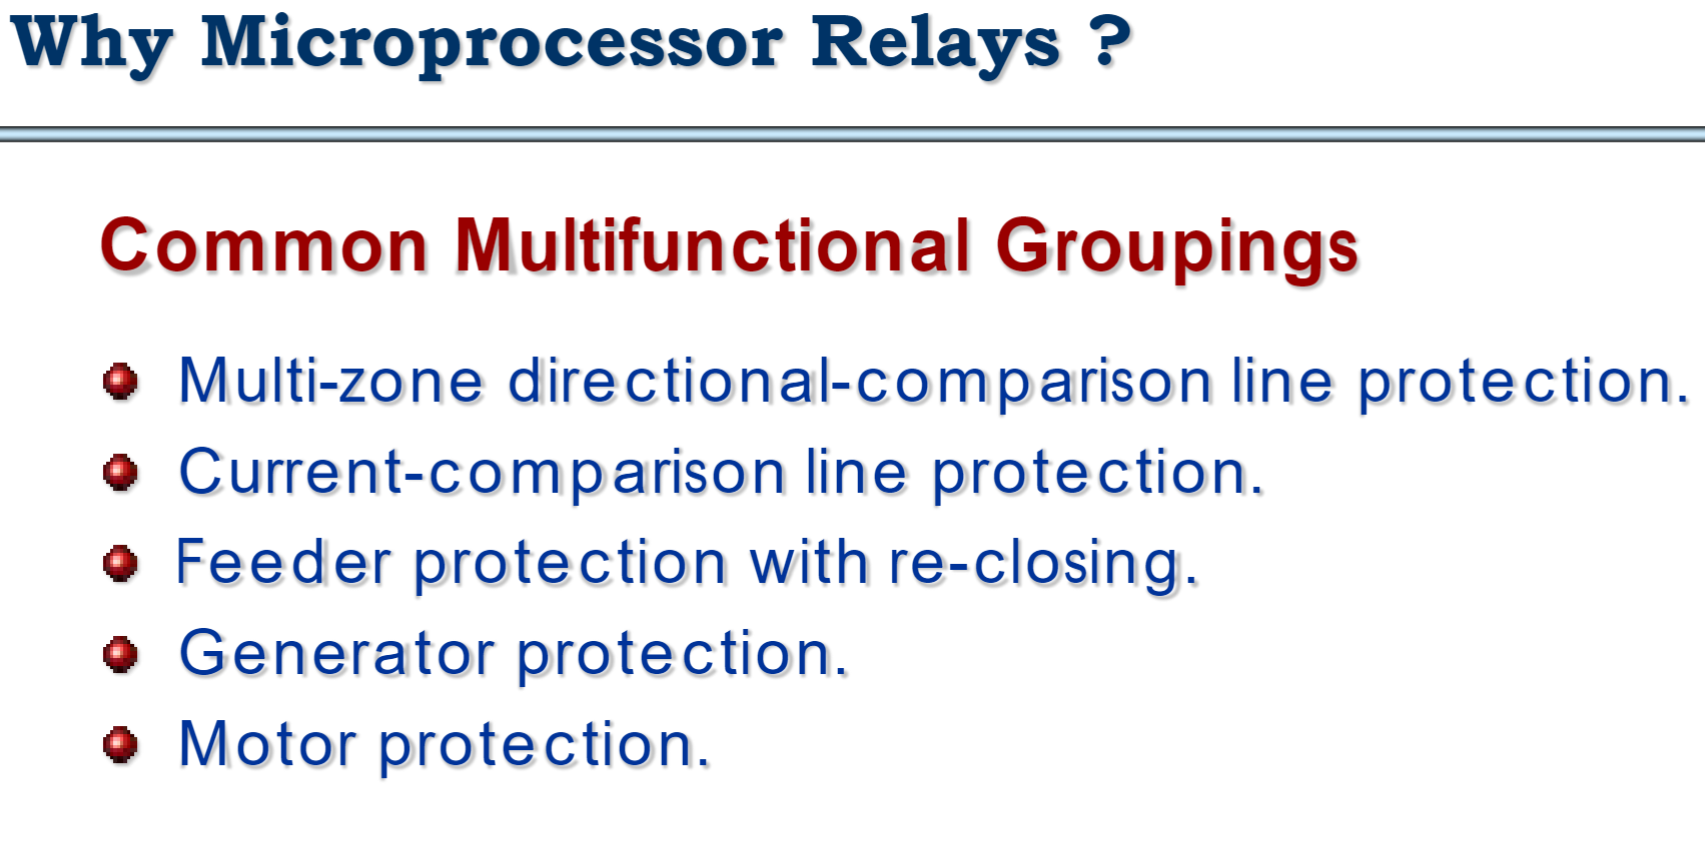 Why Microprocessor Relays ?
Common Multifunctional Groupings
Multi-zone directional-comparison line protection.
Current-comparison line protection.
Feeder protection with re-closing.
Generator protection.
Motor protection.